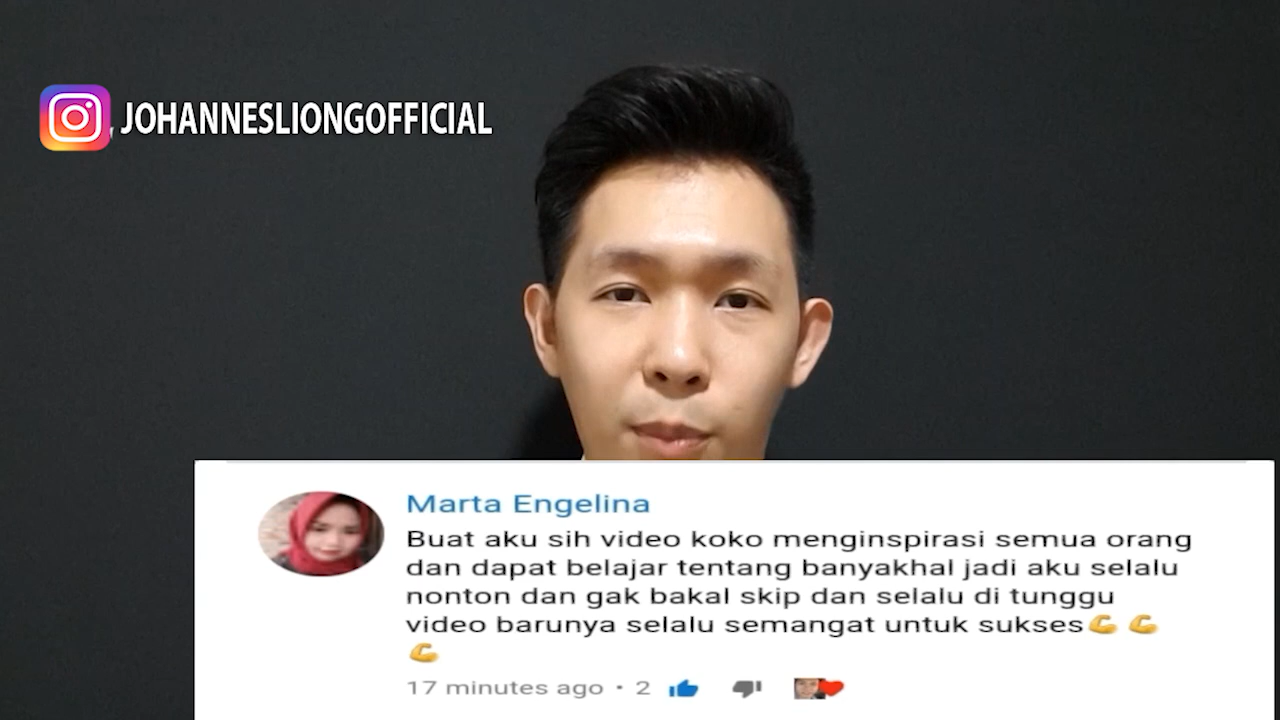 JOHANNESLIONGOFFICIAL
Marta Engelina
Buat aku sih video koko menginspirasi semua orang
dan dapat belajar tentang banyakhal jadi aku selalu
nonton dan gak bakal skip dan selalu di tunggu
video barunya selalu semangat untuk sukses💪 💪
💪
17 minutes ago • 2